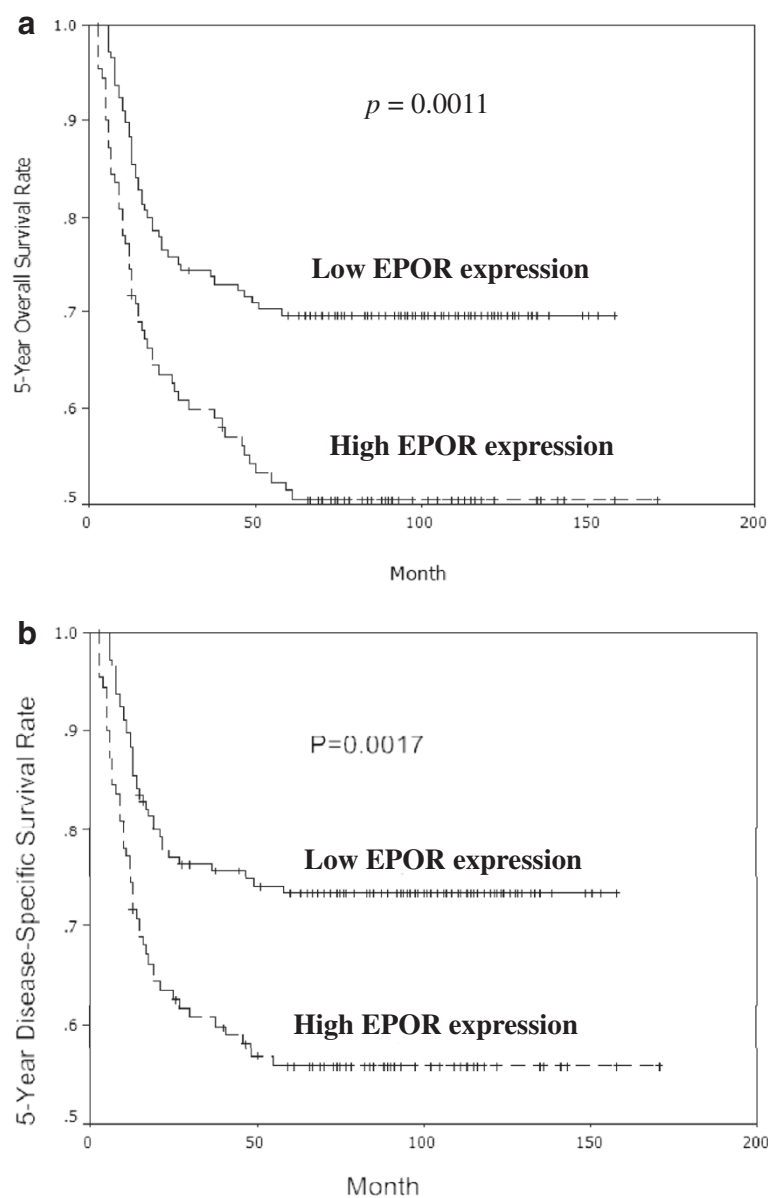 a
1.0
p = 0.0011
.9
.8
Low EPOR expression
.7
.6
High EPOR expression
.5
0
50
100
150
200
5-Year Overall Survival Rate
Month
b
1.0
.9
P=0.0017
.8
Low EPOR expression
.7
.6
High EPOR expression
.5
0
50
100
150
200
5-Year Disease-Specific Survival Rate
Month